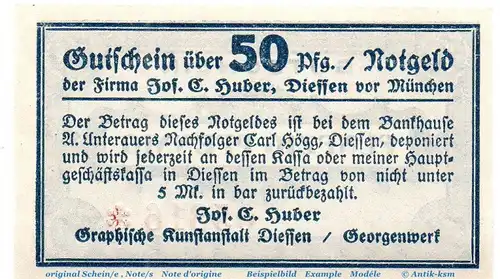 Gutschein über 50 Pfg. / Notgeld
der Firma Jos. C. Huber, Diessen vor München
Der Betrag dieses Notgeldes ist bei dem Bankhause
A. Unterauers Nachfolger Carl Högg, Diessen, deponiert
und wird jederzeit an dessen Kassa oder meiner Haupt-
geschäftskassa in Diessen im Betrag von nicht unter
5 Mk. in bar zurückbezahlt.
Jos. C. Huber
Graphische Kunstanstalt Diessen / Georgenwerk
original Schein/e , Note/s Note d'origine Beispielbild Example Modéle © Antik-ksm